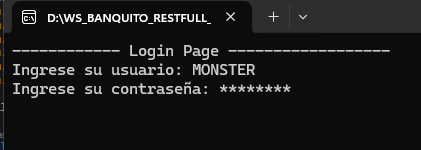 D:\WS_BANQUITO_RESTFULL_
------------ Login Page ------------------
Ingrese su usuario: MONSTER
Ingrese su contraseña: ********